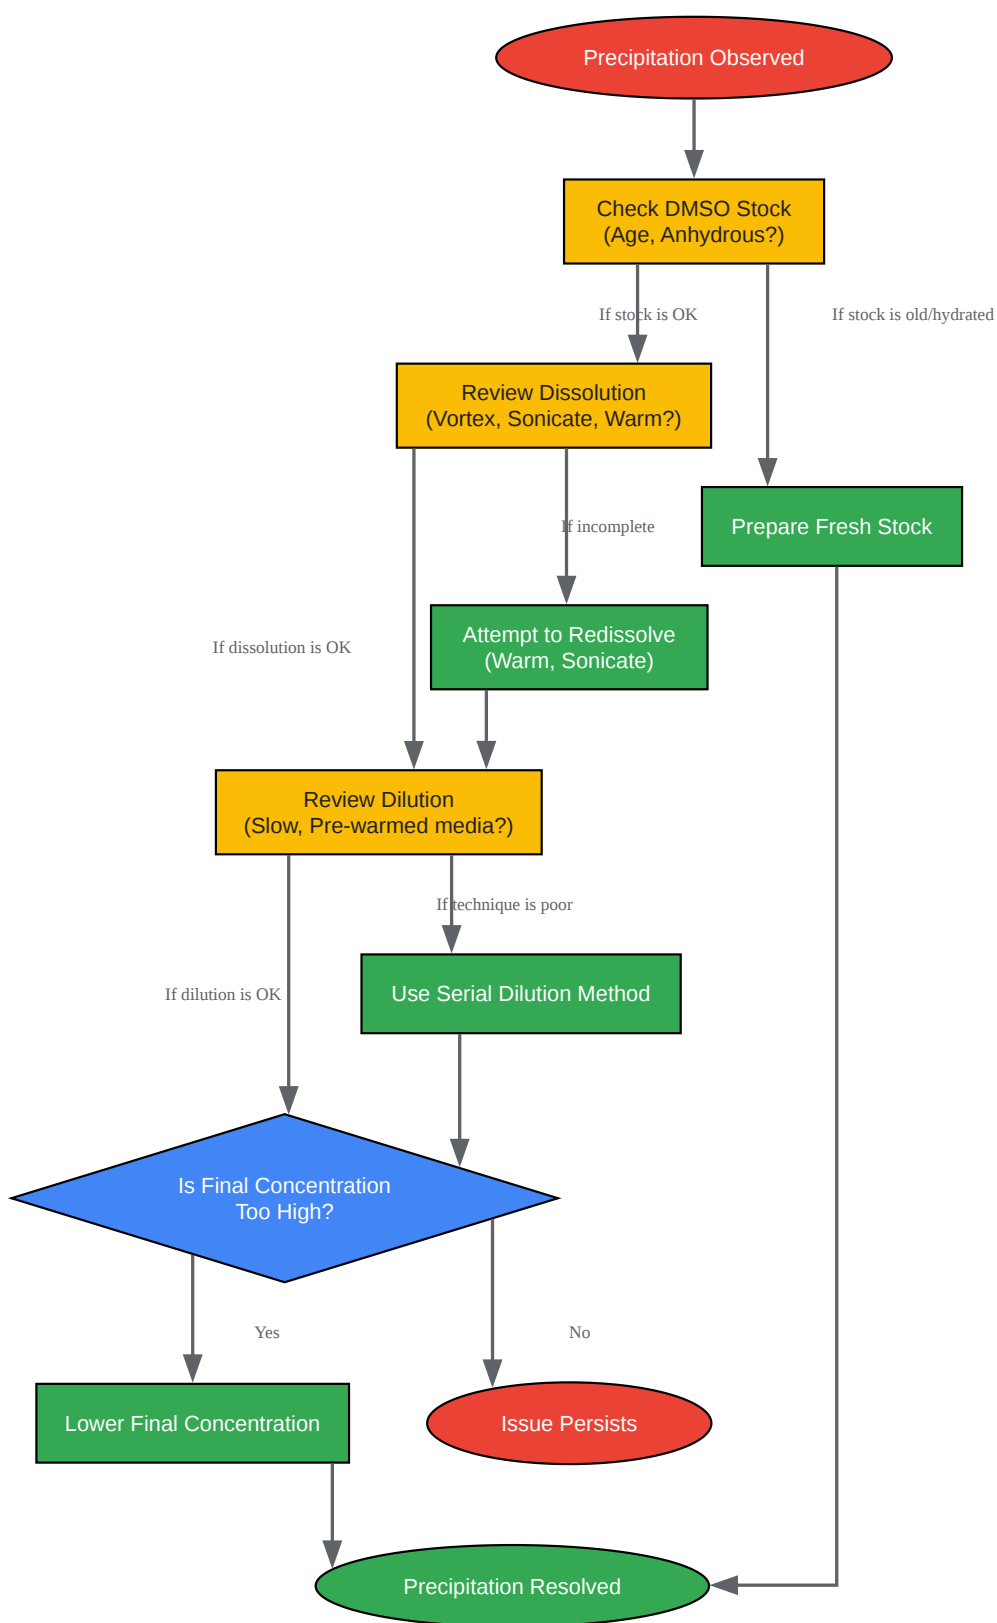 Precipitation Observed
Check DMSO Stock
(Age, Anhydrous?)
If stock is OK
If stock is old/hydrated
Review Dissolution
(Vortex, Sonicate, Warm?)
If incomplete
Prepare Fresh Stock
Attempt to Redissolve
(Warm, Sonicate)
If dissolution is OK
Review Dilution
(Slow, Pre-warmed media?)
If technique is poor
Use Serial Dilution Method
If dilution is OK
Is Final Concentration
Too High?
Yes
No
Lower Final Concentration
Issue Persists
Precipitation Resolved